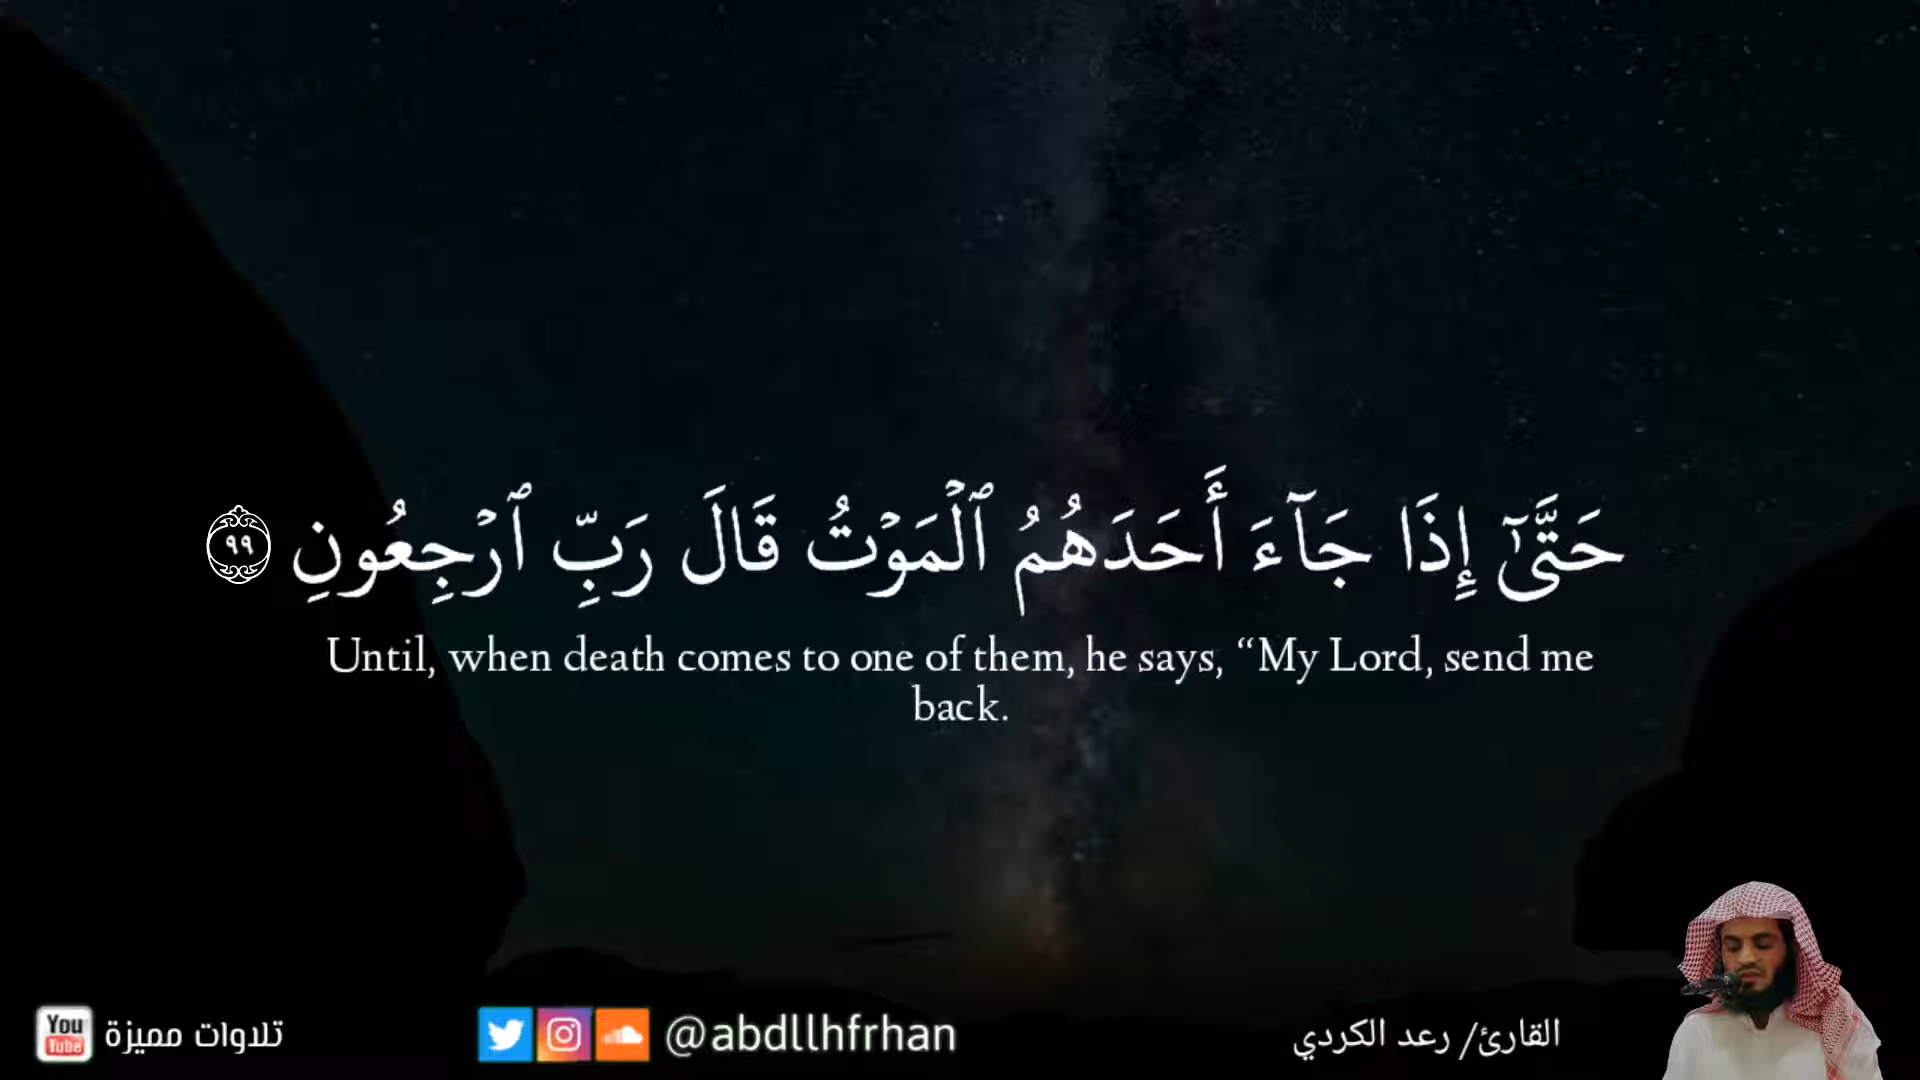 حَتَّىٰٓ إِذَا جَآءَ أَحَدَهُمُ ٱلۡمَوۡتُ قَالَ رَبِّ ٱرۡجِعُونِ ٩٩
Until, when death comes to one of them, he says, “My Lord, send me
back.
You Tube تلاوات مميزة
@abdllhfrhan
القارئ/ رعد الكردي